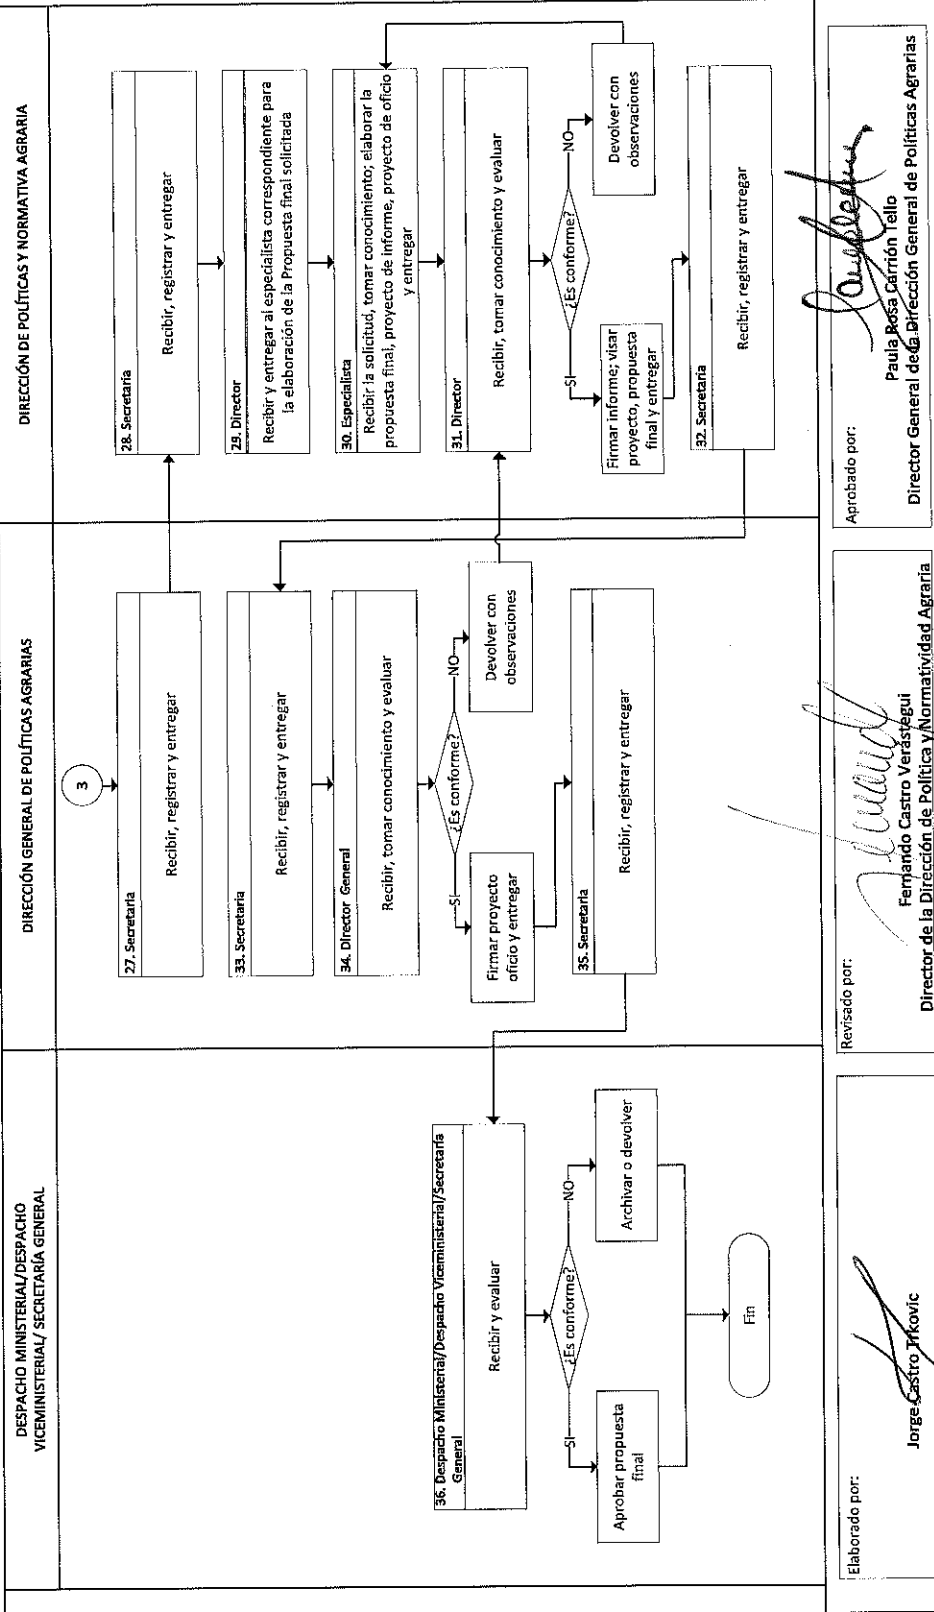 DESPACHO MINISTERIAL/DESPACHO
VICEMINISTERIAL/ SECRETARÍA GENERAL
DIRECCIÓN GENERAL DE POLÍTICAS AGRARIAS
DIRECCIÓN DE POLÍTICAS Y NORMATIVA AGRARIA
3
27. Secretaria
Recibir, registrar y entregar
28. Secretaria
Recibir, registrar y entregar
29. Director
Recibir y entregar al especialista correspondiente para
la elaboración de la Propuesta final solicitada
30. Especialista
Recibir la solicitud, tomar conocimiento; elaborar la
propuesta final, proyecto de informe, proyecto de oficio
y entregar
31. Director
Recibir, tomar conocimiento y evaluar
¿Es conforme?
SI
NO
Firmar informe; visar
proyecto, propuesta
final y entregar
Devolver con
observaciones
32. Secretaria
Recibir, registrar y entregar
33. Secretaria
Recibir, registrar y entregar
34. Director General
Recibir, tomar conocimiento y evaluar
¿Es conforme?
SI
NO
Firmar proyecto
oficio y entregar
Devolver con
observaciones
35. Secretaria
Recibir, registrar y entregar
36. Despacho Ministerial/Despacho Viceministerial/Secretaría
General
Recibir y evaluar
¿Es conforme?
SI
NO
Aprobar propuesta
final
Archivar o devolver
Fin
Elaborado por:
Jorge Castro Trkovic
Revisado por:
Fernando Castro Verástegui
Director de la Dirección de Política y Normatividad Agraria
Aprobado por:
Paula Rosa Carrión Tello
Director General de la Dirección General de Políticas Agrarias